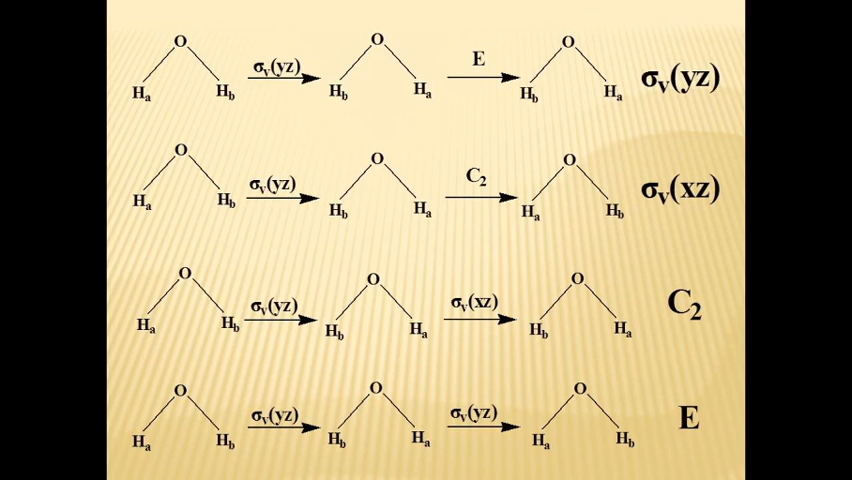 O O O
σv(yz) E σv(yz)
Ha Hb Hb Ha Hb Ha
O O O
σv(yz) C2 σv(xz)
Ha Hb Hb Ha Ha Hb
O O O
σv(yz) σv(xz) C2
Ha Hb Hb Ha Hb Ha
O O O
σv(yz) σv(yz) E
Ha Hb Hb Ha Ha Hb